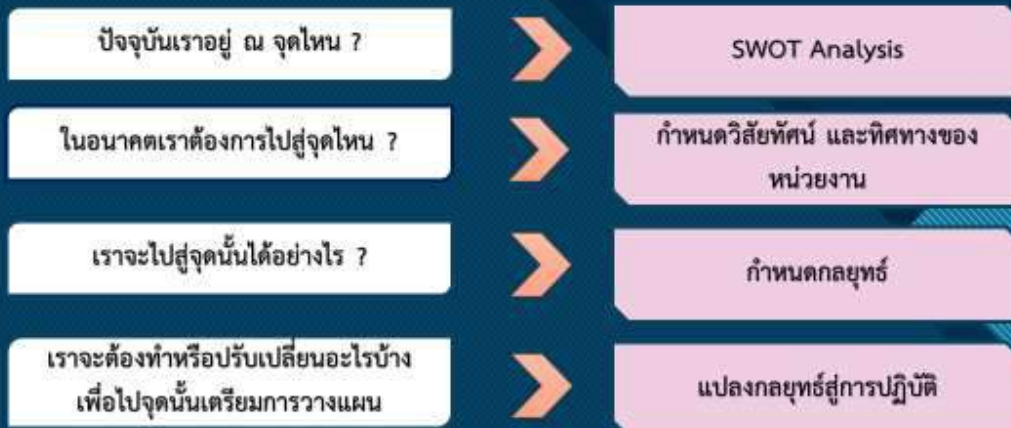 ปัจจุบันเราอยู่ ณ จุดไหน ?
SWOT Analysis
ในอนาคตเราต้องการไปสู่จุดไหน ?
กำหนดวิสัยทัศน์ และทิศทางของ
หน่วยงาน
เราจะไปสู่จุดนั้นได้อย่างไร ?
กำหนดกลยุทธ์
เราจะต้องทำหรือปรับเปลี่ยนอะไรบ้าง
เพื่อไปจุดนั้นเตรียมการวางแผน
แปลงกลยุทธ์สู่การปฏิบัติ